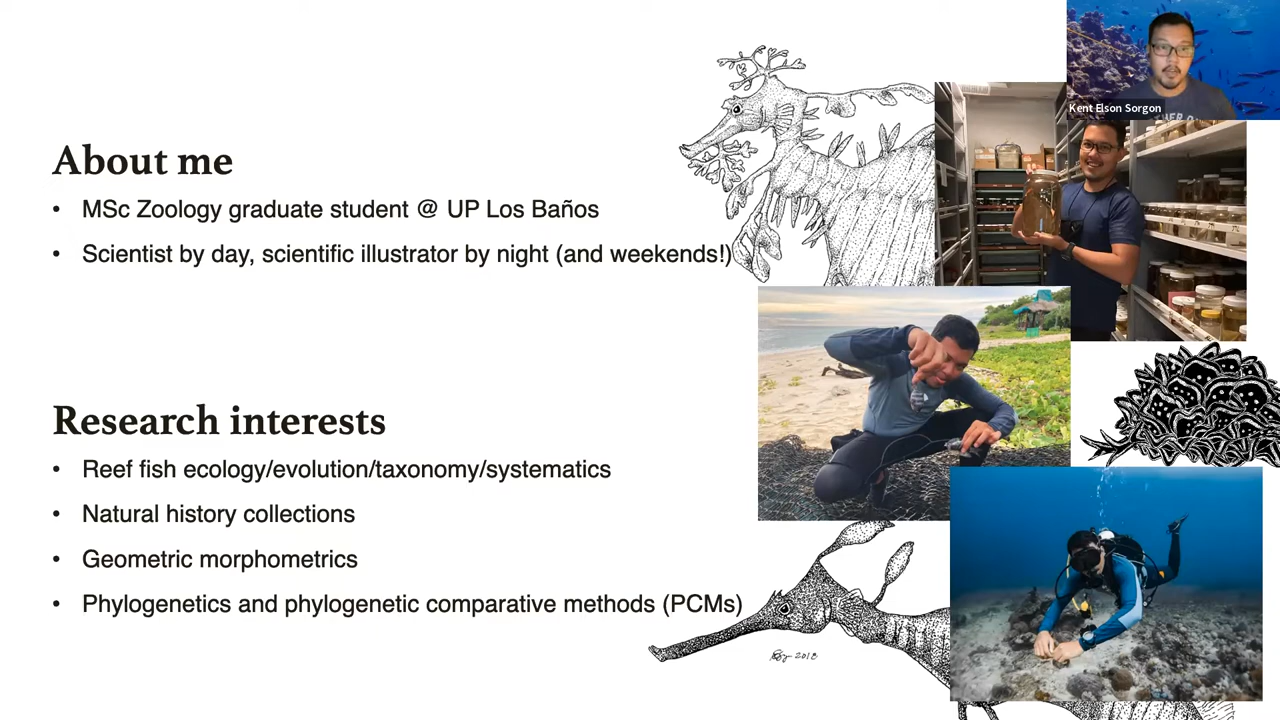 Kent Elson Sorgon
About me
• MSc Zoology graduate student @ UP Los Baños
• Scientist by day, scientific illustrator by night (and weekends!)
Research interests
• Reef fish ecology/evolution/taxonomy/systematics
• Natural history collections
• Geometric morphometrics
• Phylogenetics and phylogenetic comparative methods (PCMs)
2018